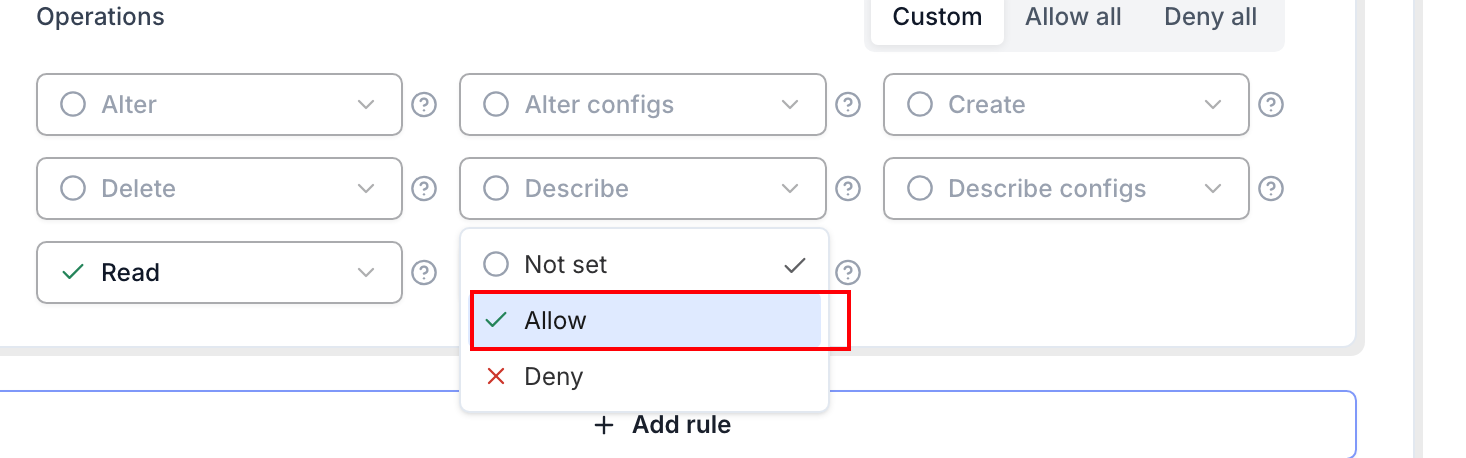 Operations
Custom Allow all Deny all
Alter Alter configs Create
Delete Describe Describe configs
Read
Not set
Allow
Deny
+ Add rule